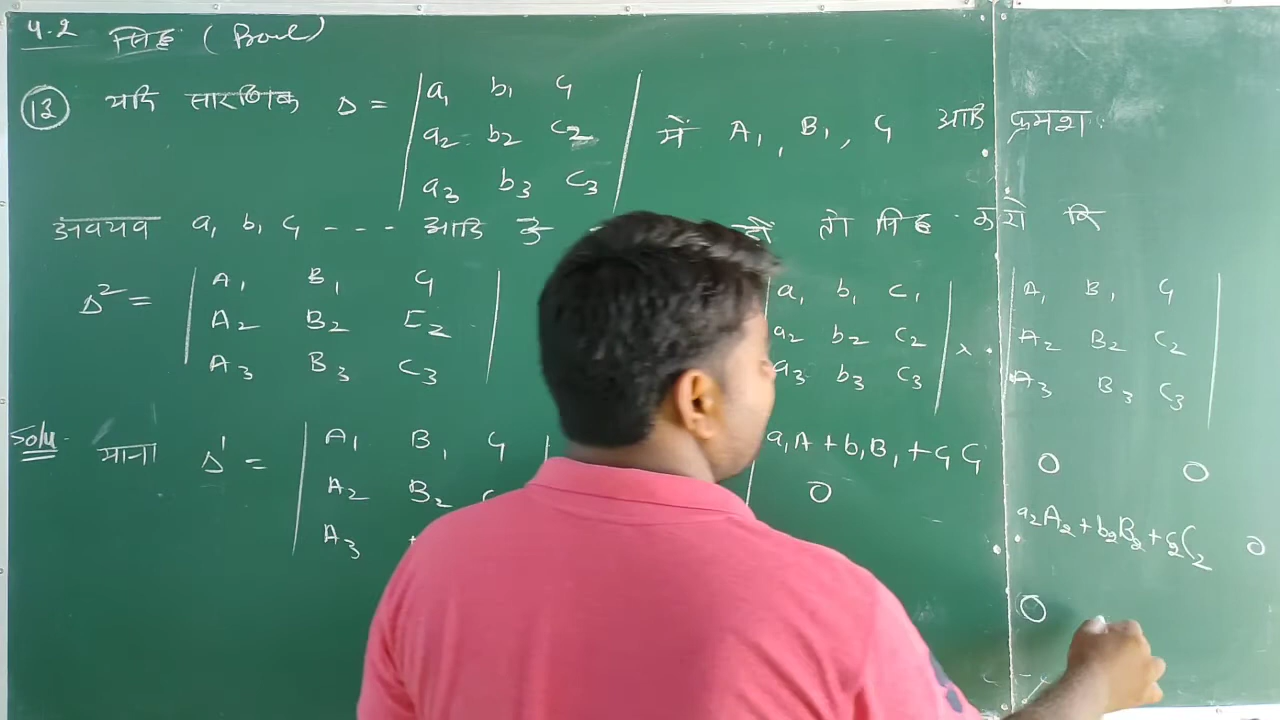 4.2 सिद्ध (Prove)
13 यदि सारणिक Δ = | a₁ b₁ c₁ | में A₁, B₁, C₁ आदि क्रमशः
| a₂ b₂ c₂ |
| a₃ b₃ c₃ |
अवयव a₁ b₁ c₁ - - - आदि के हों तो सिद्ध करो कि
Δ² = | A₁ B₁ C₁ | a₁ b₁ c₁ | × | A₁ B₁ C₁ |
| A₂ B₂ C₂ a₂ b₂ c₂ | A₂ B₂ C₂ |
| A₃ B₃ C₃ | a₃ b₃ c₃ | A₃ B₃ C₃ |
Solu. माना Δ' = | A₁ B₁ C₁ | a₁A + b₁B₁ + c₁C₁ 0 0
| A₂ B₂ | 0 a₂A₂ + b₂B₂ + c₂C₂ 0
| A₃ 0